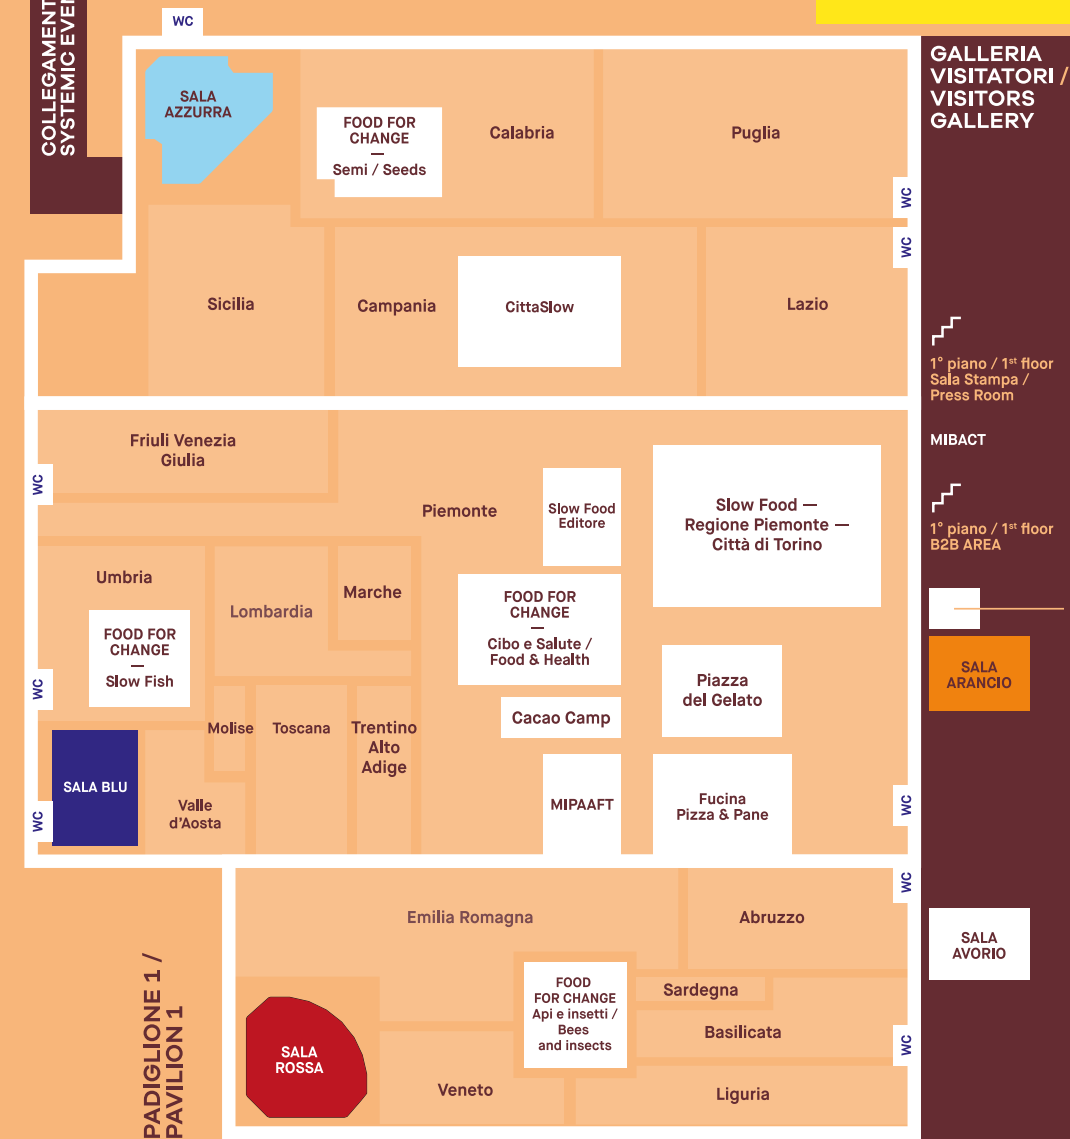 COLLEGAMENT
SYSTEMIC EVEN
WC
SALA
AZZURRA
FOOD FOR
CHANGE
—
Semi / Seeds
Calabria
Puglia
WC
WC
GALLERIA
VISITATORI /
VISITORS
GALLERY
Sicilia
Campania
CittaSlow
Lazio
1° piano / 1st floor
Sala Stampa /
Press Room
MIBACT
1° piano / 1st floor
B2B AREA
Friuli Venezia
Giulia
WC
Piemonte
Slow Food
Editore
Slow Food —
Regione Piemonte —
Città di Torino
Umbria
Lombardia
Marche
FOOD FOR
CHANGE
—
Slow Fish
FOOD FOR
CHANGE
—
Cibo e Salute /
Food & Health
WC
Piazza
del Gelato
SALA
ARANCIO
Molise
Toscana
Trentino
Alto
Adige
Cacao Camp
SALA BLU
WC
Valle
d'Aosta
MIPAAFT
Fucina
Pizza & Pane
WC
WC
Emilia Romagna
Abruzzo
SALA
AVORIO
PADIGLIONE 1 /
PAVILION 1
FOOD
FOR CHANGE
Api e insetti /
Bees
and insects
Sardegna
Basilicata
WC
SALA
ROSSA
Veneto
Liguria